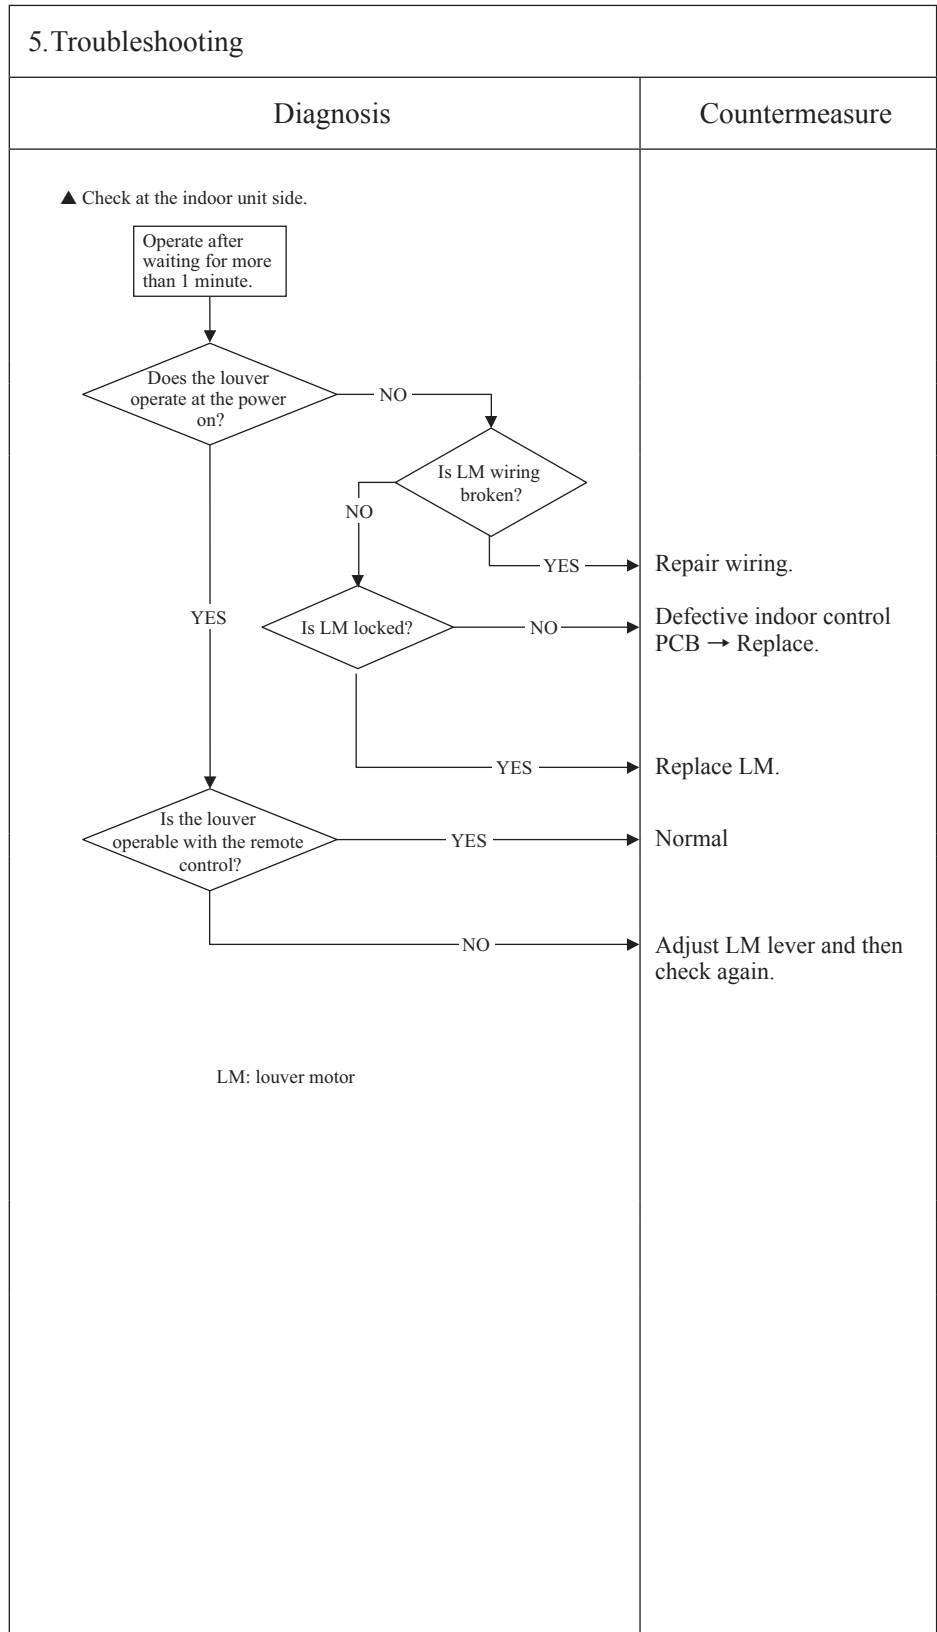 5.Troubleshooting
Diagnosis
Countermeasure
▲ Check at the indoor unit side.
Operate after
waiting for more
than 1 minute.
Does the louver
operate at the power
on?
NO
Is LM wiring
broken?
NO
YES
Repair wiring.
YES
Is LM locked?
NO
Defective indoor control
PCB → Replace.
YES
Replace LM.
Is the louver
operable with the remote
control?
YES
Normal
NO
Adjust LM lever and then
check again.
LM: louver motor